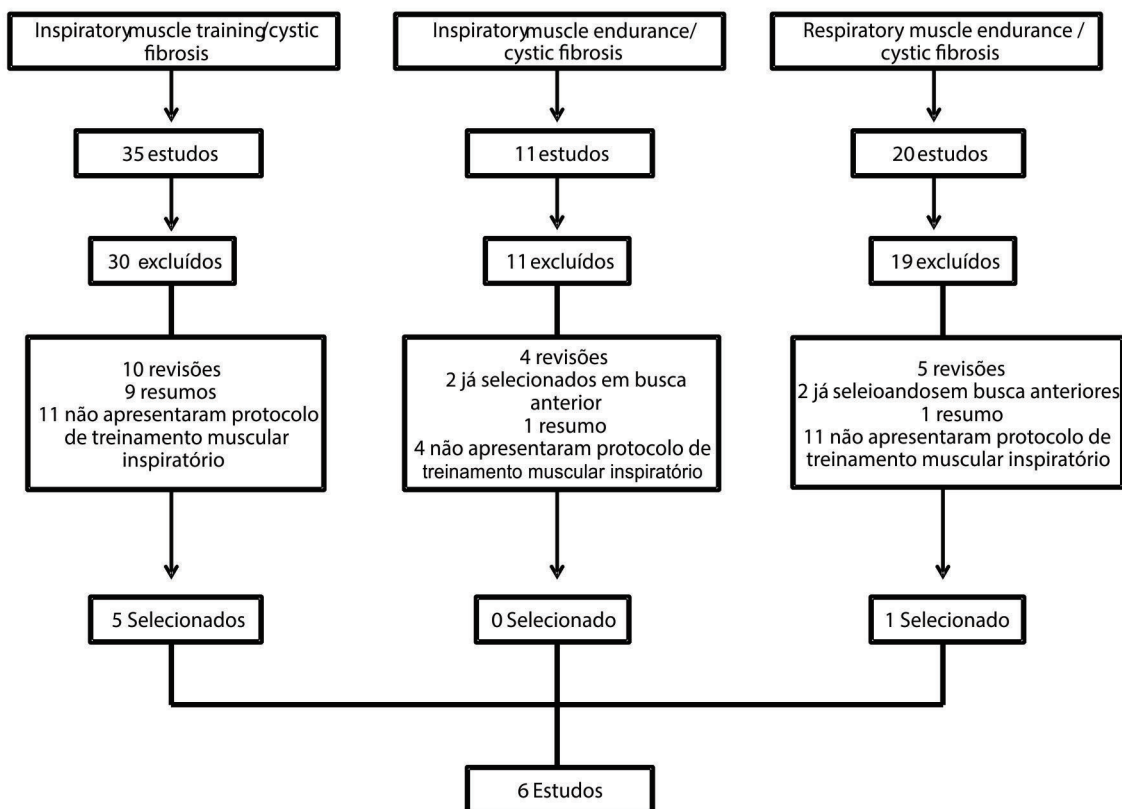 Inspiratory muscle training/cystic
fibrosis
Inspiratory muscle endurance/
cystic fibrosis
Respiratory muscle endurance /
cystic fibrosis
35 estudos
11 estudos
20 estudos
30 excluídos
11 excluídos
19 excluídos
10 revisões
9 resumos
11 não apresentaram protocolo
de treinamento muscular
inspiratório
4 revisões
2 já selecionados em busca
anterior
1 resumo
4 não apresentaram protocolo de
treinamento muscular inspiratório
5 revisões
2 já seleioandosem busca anteriores
1 resumo
11 não apresentaram protocolo de
treinamento muscular inspiratório
5 Selecionados
0 Selecionado
1 Selecionado
6 Estudos